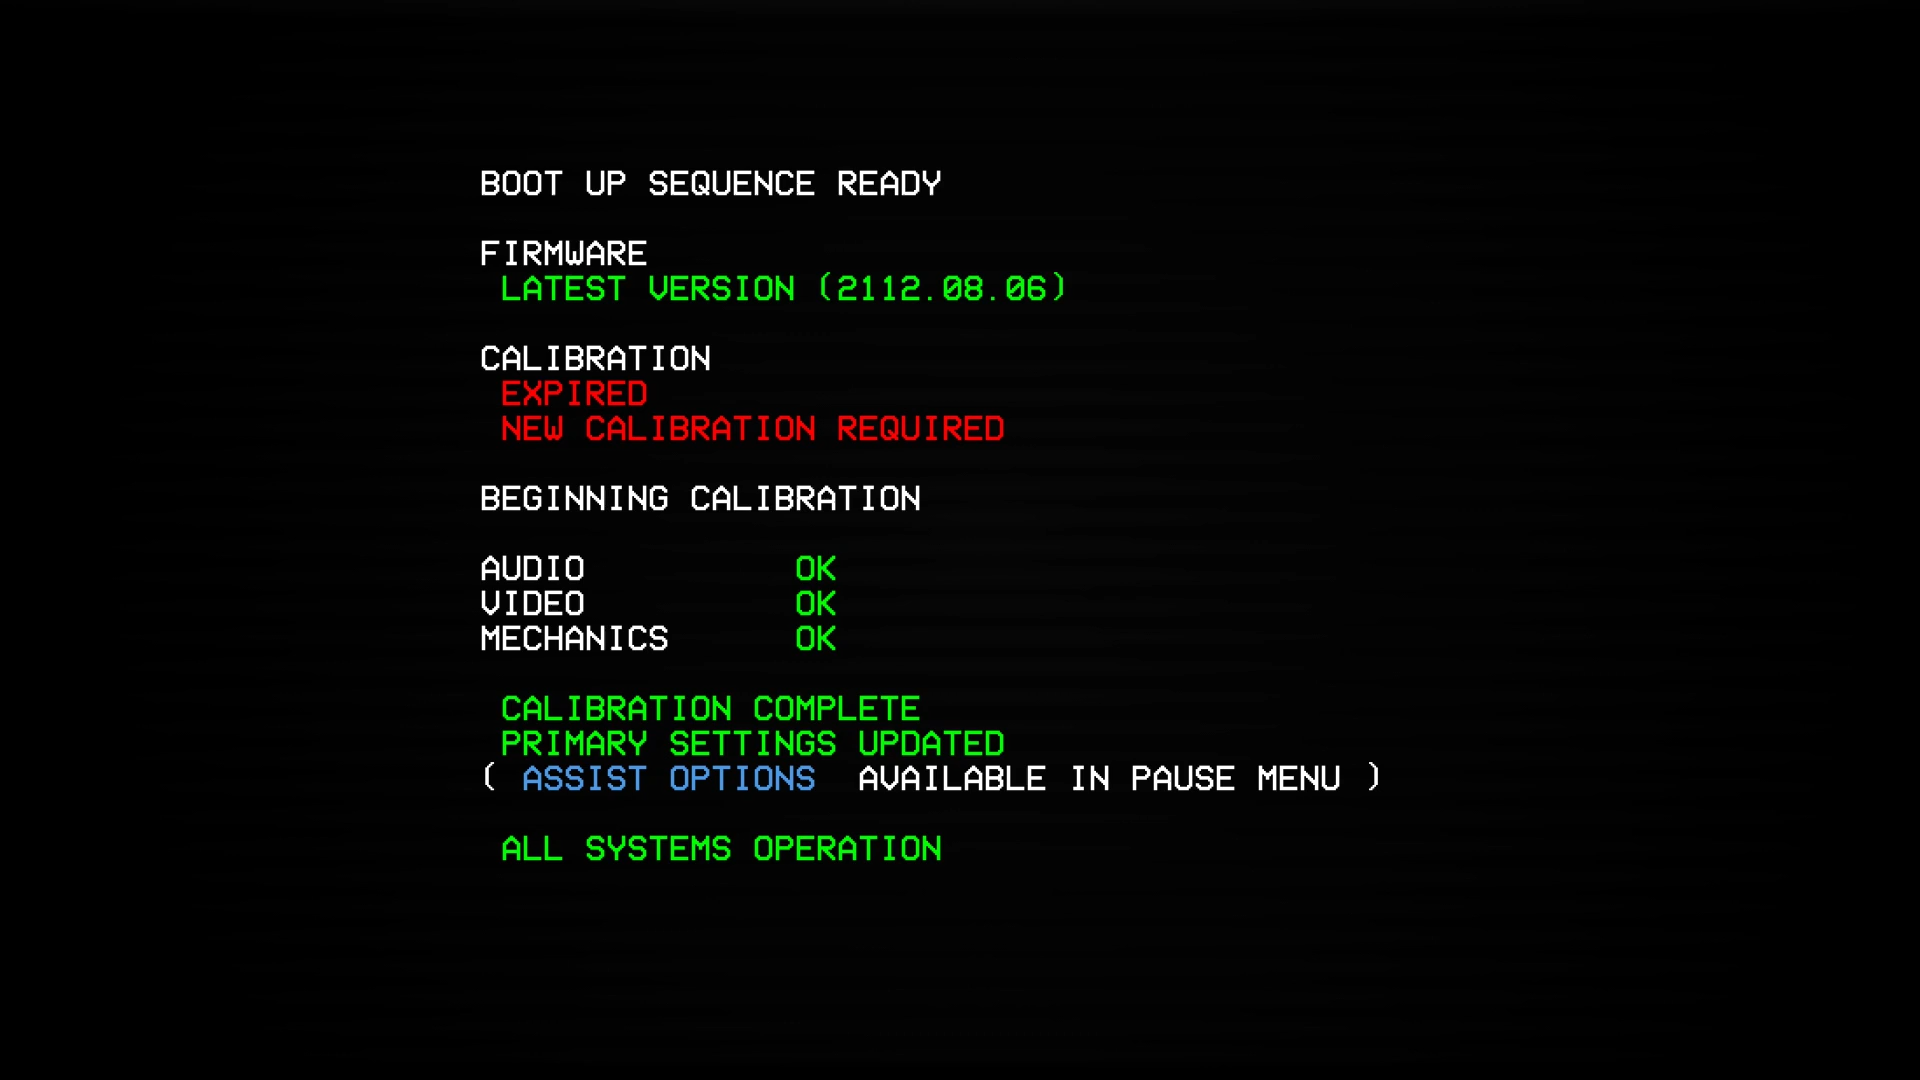 BOOT UP SEQUENCE READY
FIRMWARE
LATEST VERSION (2112.08.06)
CALIBRATION
EXPIRED
NEW CALIBRATION REQUIRED
BEGINNING CALIBRATION
AUDIO OK
VIDEO OK
MECHANICS OK
CALIBRATION COMPLETE
PRIMARY SETTINGS UPDATED
( ASSIST OPTIONS AVAILABLE IN PAUSE MENU )
ALL SYSTEMS OPERATION